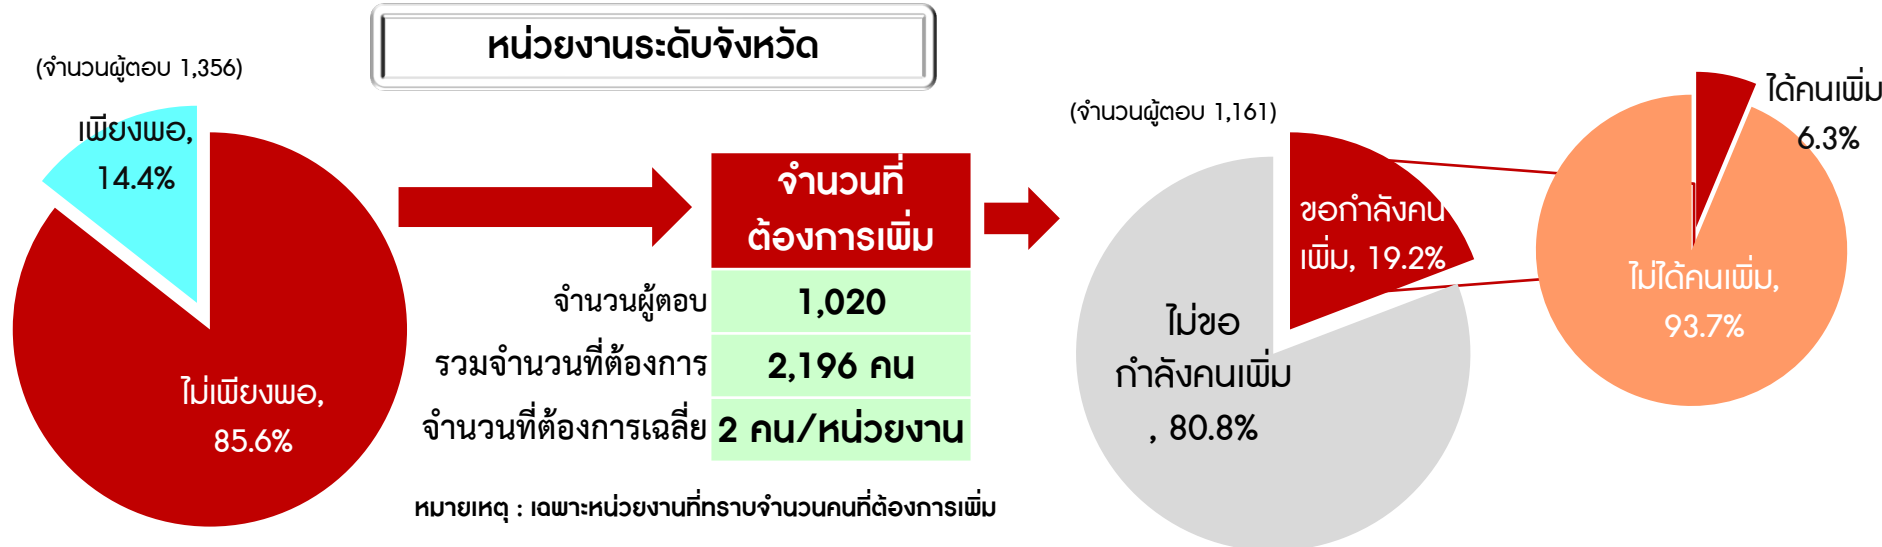 หน่วยงานระดับจังหวัด
(จำนวนผู้ตอบ 1,356)
เพียงพอ,
14.4%
ไม่เพียงพอ,
85.6%
จำนวนที่
ต้องการเพิ่ม
จำนวนผู้ตอบ 1,020
รวมจำนวนที่ต้องการ 2,196 คน
จำนวนที่ต้องการเฉลี่ย 2 คน/หน่วยงาน
หมายเหตุ : เฉพาะหน่วยงานที่ทราบจำนวนคนที่ต้องการเพิ่ม
(จำนวนผู้ตอบ 1,161)
ขอกำลังคน
เพิ่ม, 19.2%
ไม่ขอ
กำลังคนเพิ่ม
, 80.8%
ได้คนเพิ่ม
6.3%
ไม่ได้คนเพิ่ม,
93.7%